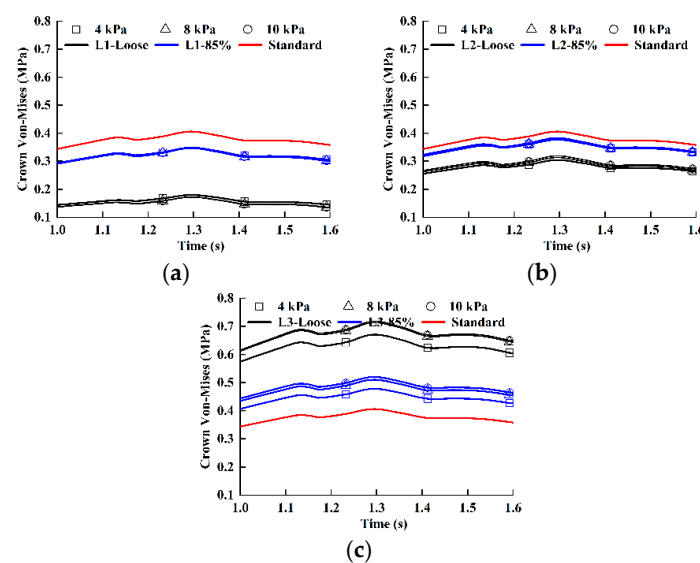 4 kPa 8 kPa 10 kPa
L1-Loose L1-85% Standard
Crown Von-Mises (MPa)
0.8
0.7
0.6
0.5
0.4
0.3
0.2
0.1
1.0 1.1 1.2 1.3 1.4 1.5 1.6
Time (s)
(a)
4 kPa 8 kPa 10 kPa
L2-Loose L2-85% Standard
Crown Von-Mises (MPa)
0.8
0.7
0.6
0.5
0.4
0.3
0.2
0.1
1.0 1.1 1.2 1.3 1.4 1.5 1.6
Time (s)
(b)
4 kPa 8 kPa 10 kPa
L3-Loose L3-85% Standard
Crown Von-Mises (MPa)
0.8
0.7
0.6
0.5
0.4
0.3
0.2
0.1
1.0 1.1 1.2 1.3 1.4 1.5 1.6
Time (s)
(c)